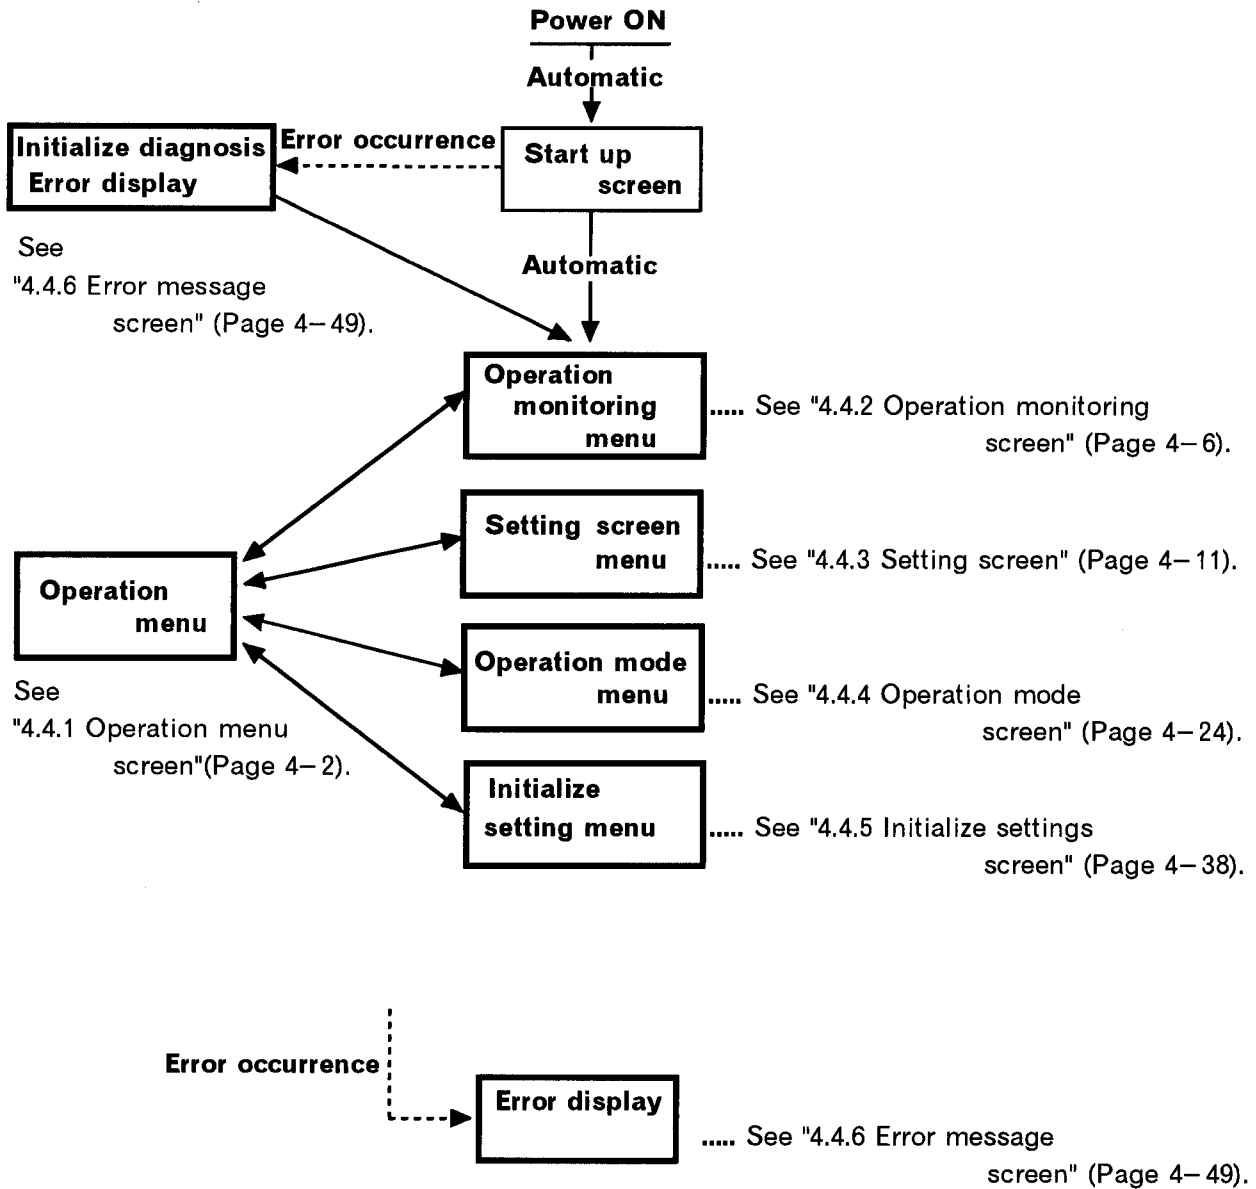 Power ON
Automatic
Error occurrence
Initialize diagnosis
Error display
Start up
screen
See
"4.4.6 Error message
screen" (Page 4-49).
Automatic
Operation
monitoring
menu
..... See "4.4.2 Operation monitoring
screen" (Page 4-6).
Setting screen
menu
..... See "4.4.3 Setting screen" (Page 4-11).
Operation
menu
See
"4.4.1 Operation menu
screen"(Page 4-2).
Operation mode
menu
..... See "4.4.4 Operation mode
screen" (Page 4-24).
Initialize
setting menu
..... See "4.4.5 Initialize settings
screen" (Page 4-38).
Error occurrence
Error display
..... See "4.4.6 Error message
screen" (Page 4-49).